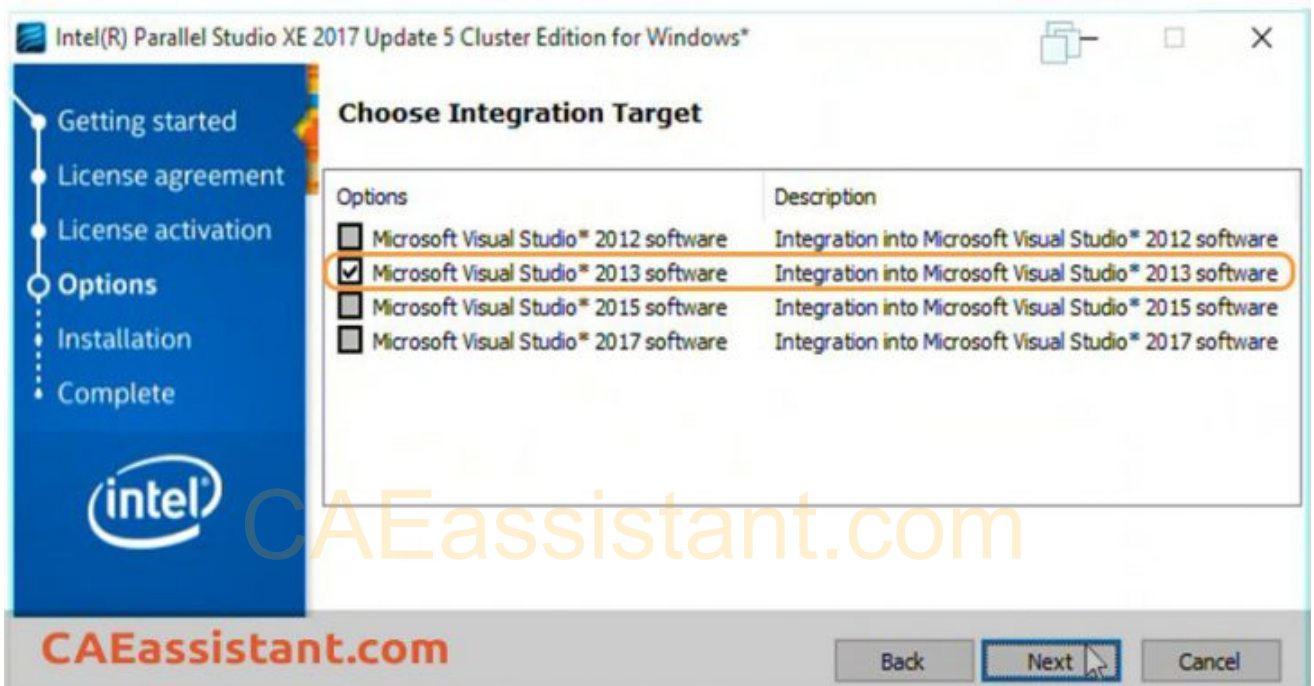 Intel(R) Parallel Studio XE 2017 Update 5 Cluster Edition for Windows*
Getting started
License agreement
License activation
Options
Installation
Complete
intel
Choose Integration Target
Options Description
Microsoft Visual Studio* 2012 software Integration into Microsoft Visual Studio* 2012 software
Microsoft Visual Studio* 2013 software Integration into Microsoft Visual Studio* 2013 software
Microsoft Visual Studio* 2015 software Integration into Microsoft Visual Studio* 2015 software
Microsoft Visual Studio* 2017 software Integration into Microsoft Visual Studio* 2017 software
CAEassistant.com
CAEassistant.com
Back Next Cancel